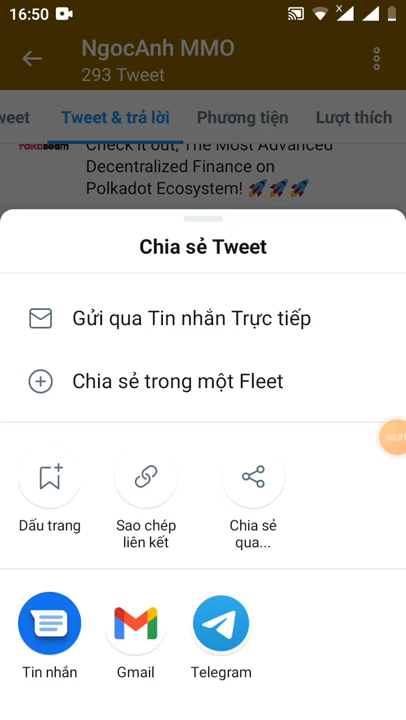 16:50
NgocAnh MMO
293 Tweet
weet Tweet & trả lời Phương tiện Lượt thích
Check it out, The Most Advanced
Decentralized Finance on
Polkadot Ecosystem! 🚀🚀🚀
Chia sẻ Tweet
Gửi qua Tin nhắn Trực tiếp
Chia sẻ trong một Fleet
03:01
Dấu trang
Sao chép
liên kết
Chia sẻ
qua...
Tin nhắn
Gmail
Telegram